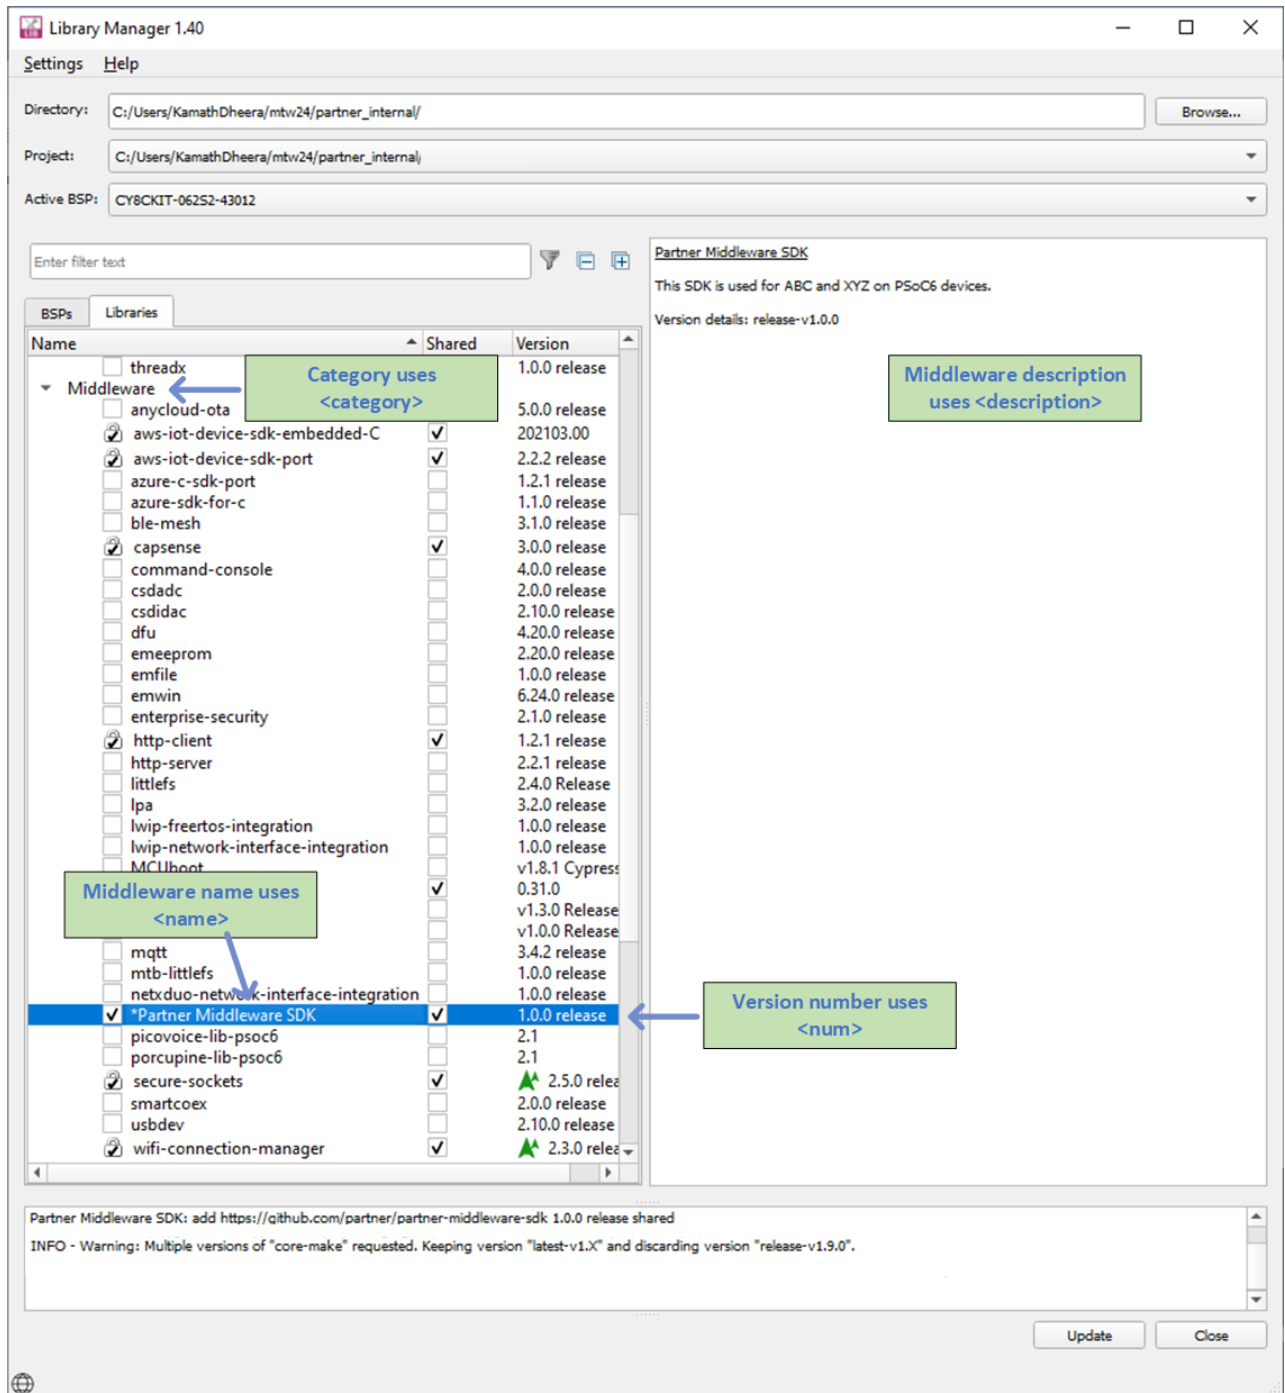 Library Manager 1.40
Settings Help
Directory: C:/Users/KamathDheera/mtw24/partner_internal/ Browse...
Project: C:/Users/KamathDheera/mtw24/partner_internal/
Active BSP: CY8CKIT-062S2-43012
Enter filter text
BSPs Libraries
Name Shared Version
threadx 1.0.0 release
Middleware
anycloud-ota 5.0.0 release
aws-iot-device-sdk-embedded-C 202103.00
aws-iot-device-sdk-port 2.2.2 release
azure-c-sdk-port 1.2.1 release
azure-sdk-for-c 1.1.0 release
ble-mesh 3.1.0 release
capsense 3.0.0 release
command-console 4.0.0 release
csdadc 2.0.0 release
csdidac 2.10.0 release
dfu 4.20.0 release
emeeprom 2.20.0 release
emfile 1.0.0 release
emwin 6.24.0 release
enterprise-security 2.1.0 release
http-client 1.2.1 release
http-server 2.2.1 release
littlefs 2.4.0 Release
lpa 3.2.0 release
lwip-freertos-integration 1.0.0 release
lwip-network-interface-integration 1.0.0 release
MCUboot v1.8.1 Cypress
0.31.0
v1.3.0 Release
v1.0.0 Release
mqtt 3.4.2 release
mtb-littlefs 1.0.0 release
netxduo-network-interface-integration 1.0.0 release
*Partner Middleware SDK 1.0.0 release
picovoice-lib-psoc6 2.1
porcupine-lib-psoc6 2.1
secure-sockets 2.5.0 relea
smartcoex 2.0.0 release
usbdev 2.10.0 release
wifi-connection-manager 2.3.0 relea
Category uses
<category>
Middleware name uses
<name>
Version number uses
<num>
Partner Middleware SDK
This SDK is used for ABC and XYZ on PSoC6 devices.
Version details: release-v1.0.0
Middleware description
uses <description>
Partner Middleware SDK: add https://github.com/partner/partner-middleware-sdk 1.0.0 release shared
INFO - Warning: Multiple versions of "core-make" requested. Keeping version "latest-v1.X" and discarding version "release-v1.9.0".
Update Close